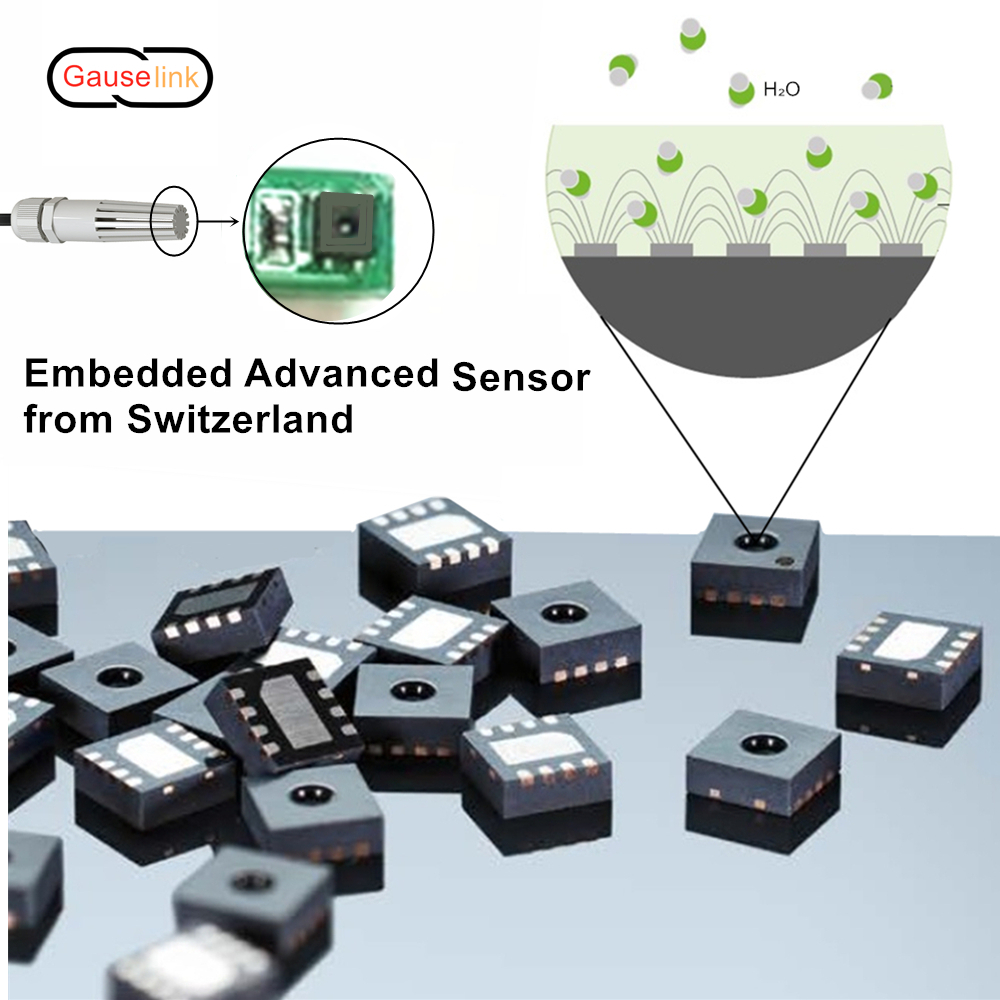 Gauselink
H₂O
Embedded Advanced Sensor
from Switzerland